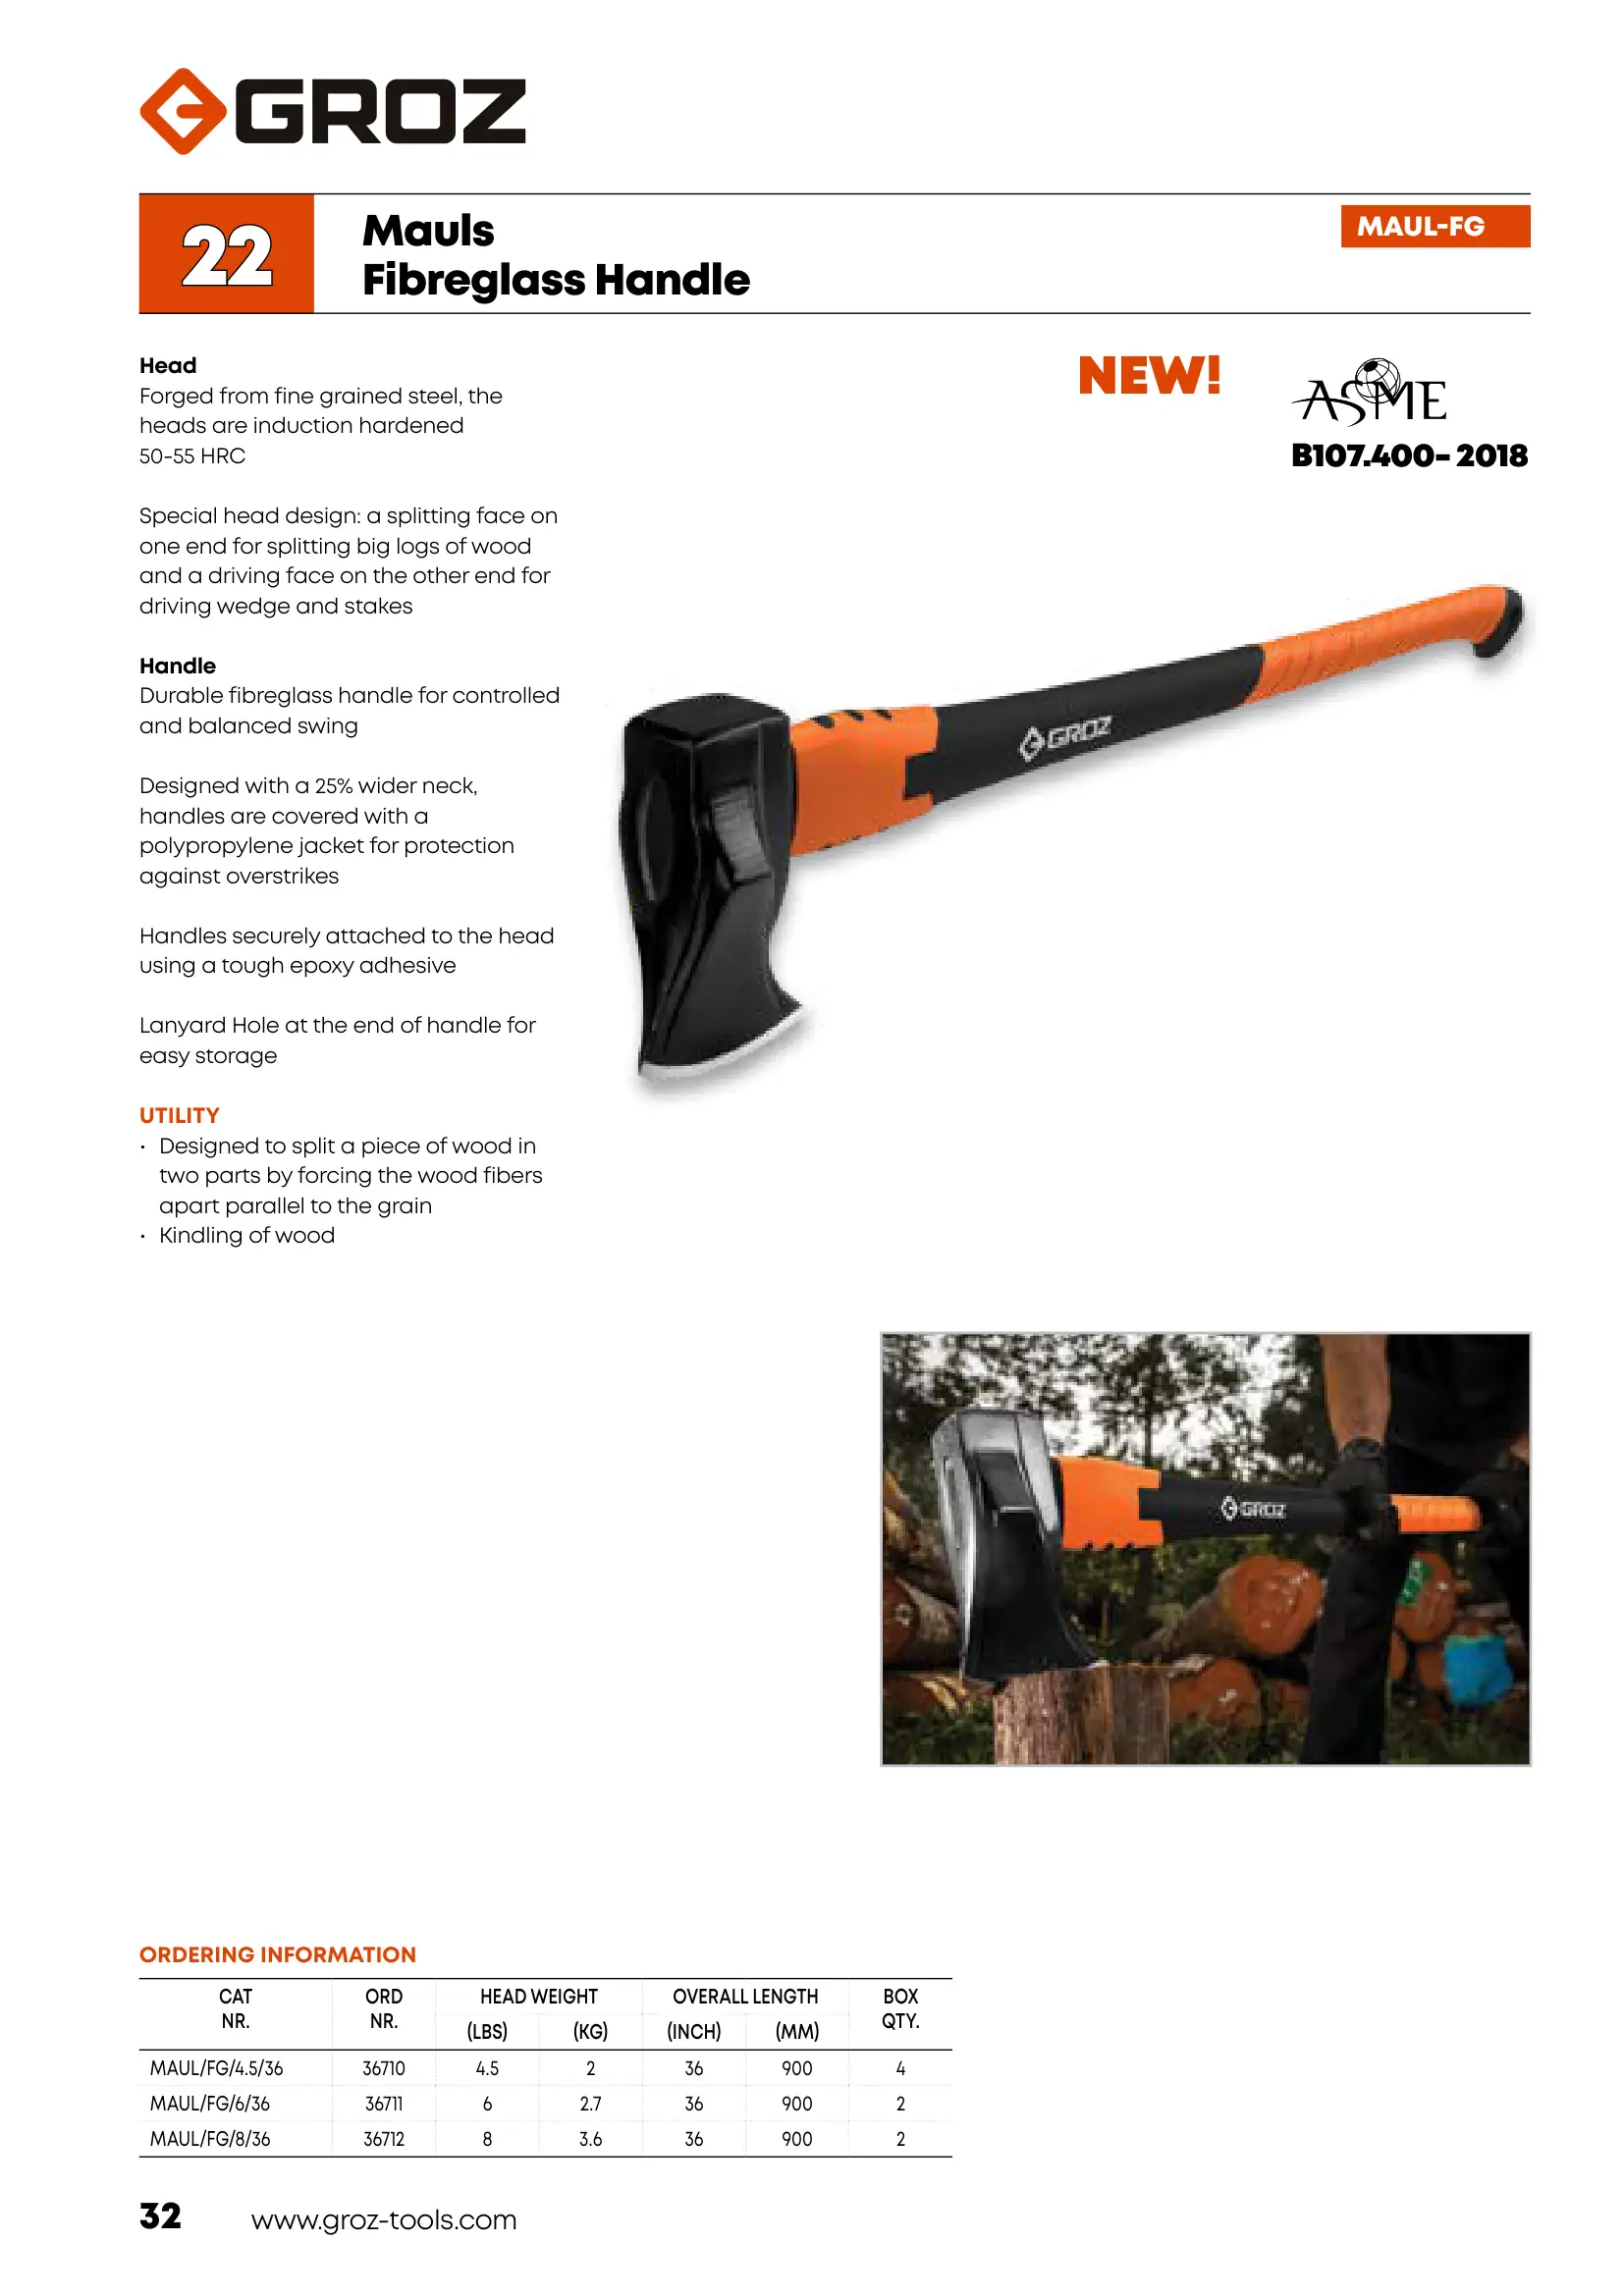 GROZ
22
Mauls
Fibreglass Handle
MAUL-FG
Head
Forged from fine grained steel, the
heads are induction hardened
50-55 HRC
Special head design: a splitting face on
one end for splitting big logs of wood
and a driving face on the other end for
driving wedge and stakes
Handle
Durable fibreglass handle for controlled
and balanced swing
Designed with a 25% wider neck,
handles are covered with a
polypropylene jacket for protection
against overstrikes
Handles securely attached to the head
using a tough epoxy adhesive
Lanyard Hole at the end of handle for
easy storage
UTILITY
• Designed to split a piece of wood in
two parts by forcing the wood fibers
apart parallel to the grain
• Kindling of wood
NEW!
ASME
B107.400- 2018
GROZ
GROZ
ORDERING INFORMATION
CAT NR. ORD NR. HEAD WEIGHT OVERALL LENGTH BOX QTY.
(LBS) (KG) (INCH) (MM)
MAUL/FG/4.5/36 36710 4.5 2 36 900 4
MAUL/FG/6/36 36711 6 2.7 36 900 2
MAUL/FG/8/36 36712 8 3.6 36 900 2
32 www.groz-tools.com